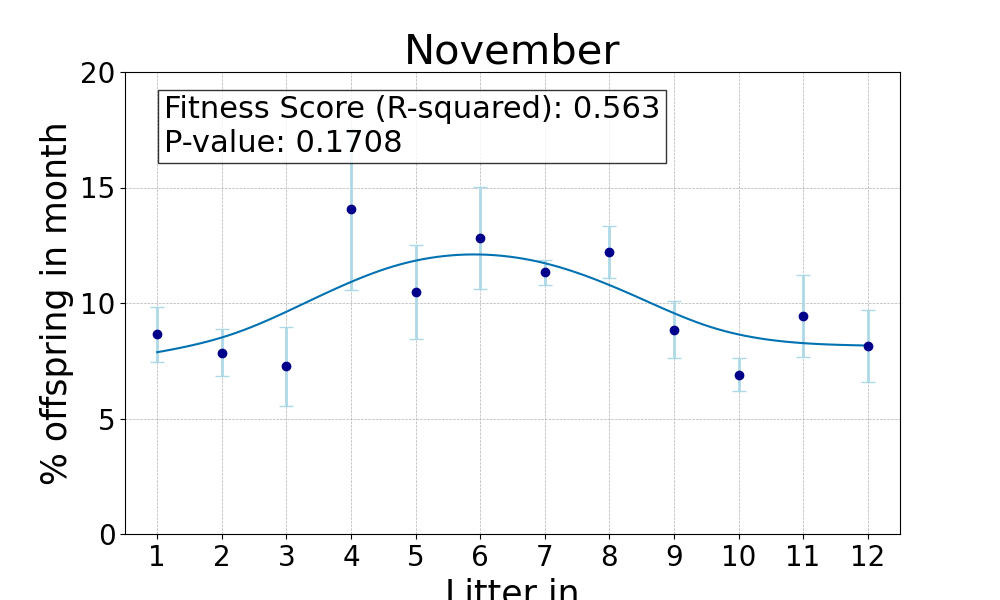 November
Fitness Score (R-squared): 0.563
P-value: 0.1708
% offspring in month
20
15
10
5
0
1 2 3 4 5 6 7 8 9 10 11 12
Litter in